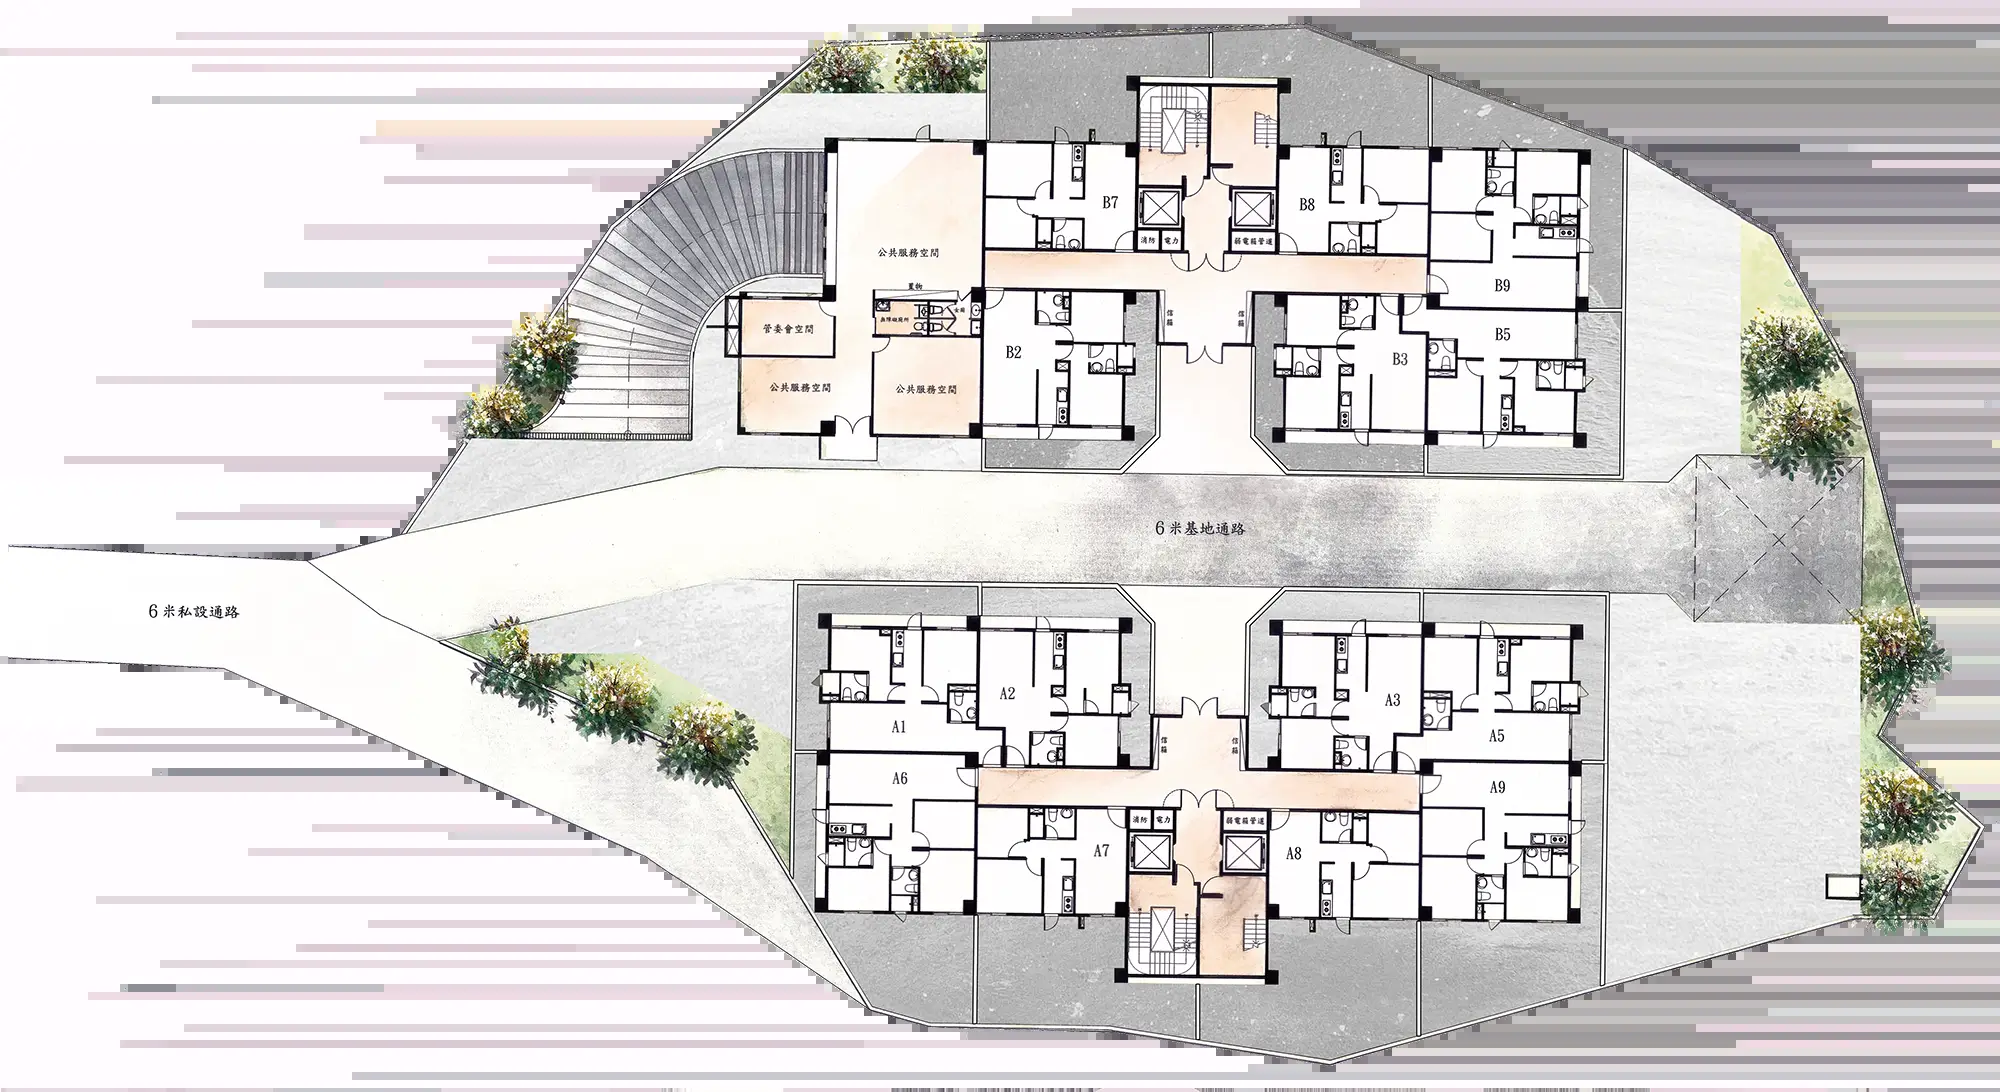 B7
B8
消防
電力
弱電箱管道
公共服務空間
B9
置物
無障礙廁所
女廁
管委會空間
信箱
信箱
B2
B3
B5
公共服務空間
公共服務空間
6米基地通路
6米私設通路
A1
A2
A3
A5
信箱
信箱
A6
A9
消防
電力
弱電箱管道
A7
A8